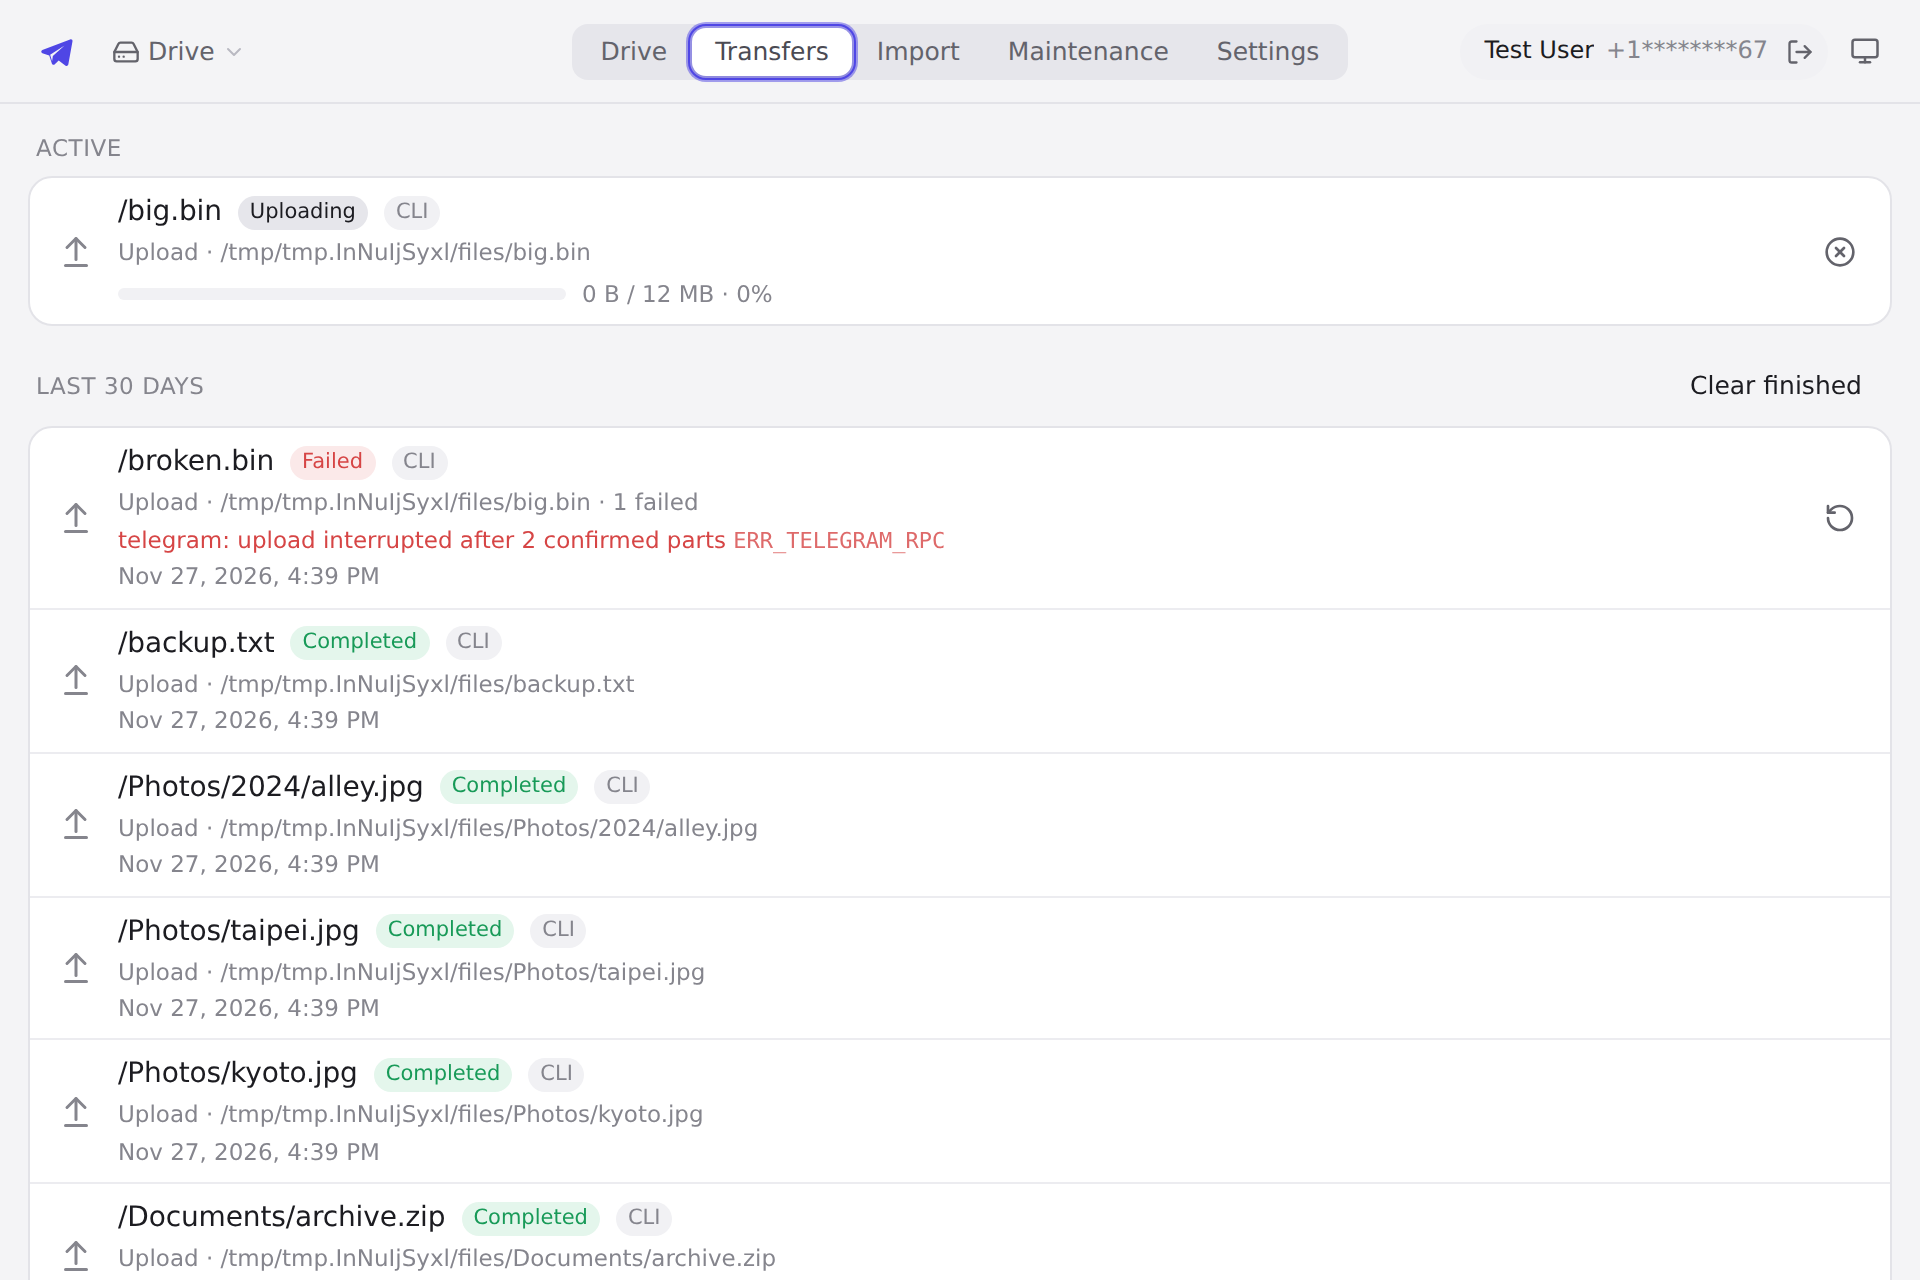 Drive
Drive Transfers Import Maintenance Settings
Test User +1********67
ACTIVE
/big.bin Uploading CLI
Upload · /tmp/tmp.InNuIjSyxl/files/big.bin
0 B / 12 MB · 0%
LAST 30 DAYS
Clear finished
/broken.bin Failed CLI
Upload · /tmp/tmp.InNuIjSyxl/files/big.bin · 1 failed
telegram: upload interrupted after 2 confirmed parts ERR_TELEGRAM_RPC
Nov 27, 2026, 4:39 PM
/backup.txt Completed CLI
Upload · /tmp/tmp.InNuIjSyxl/files/backup.txt
Nov 27, 2026, 4:39 PM
/Photos/2024/alley.jpg Completed CLI
Upload · /tmp/tmp.InNuIjSyxl/files/Photos/2024/alley.jpg
Nov 27, 2026, 4:39 PM
/Photos/taipei.jpg Completed CLI
Upload · /tmp/tmp.InNuIjSyxl/files/Photos/taipei.jpg
Nov 27, 2026, 4:39 PM
/Photos/kyoto.jpg Completed CLI
Upload · /tmp/tmp.InNuIjSyxl/files/Photos/kyoto.jpg
Nov 27, 2026, 4:39 PM
/Documents/archive.zip Completed CLI
Upload · /tmp/tmp.InNuIjSyxl/files/Documents/archive.zip